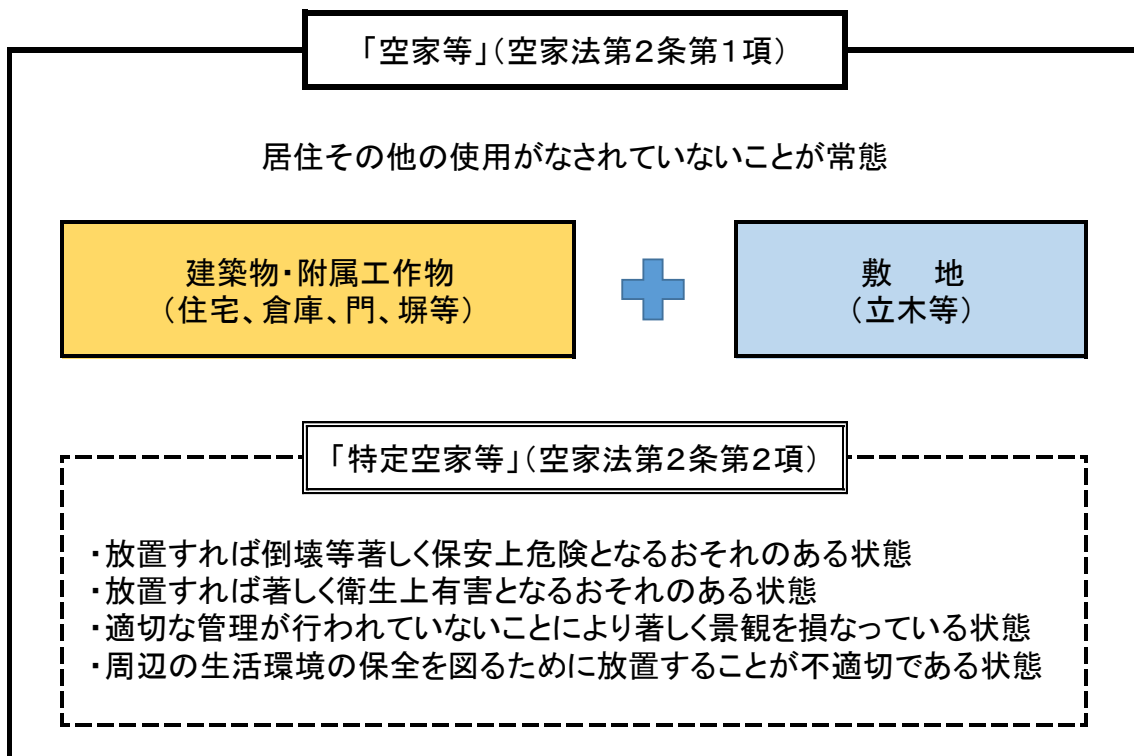 「空家等」(空家法第2条第1項)
居住その他の使用がなされていないことが常態
建築物・附属工作物
(住宅、倉庫、門、塀等)
敷　地
(立木等)
「特定空家等」(空家法第2条第2項)
・放置すれば倒壊等著しく保安上危険となるおそれのある状態
・放置すれば著しく衛生上有害となるおそれのある状態
・適切な管理が行われていないことにより著しく景観を損なっている状態
・周辺の生活環境の保全を図るために放置することが不適切である状態